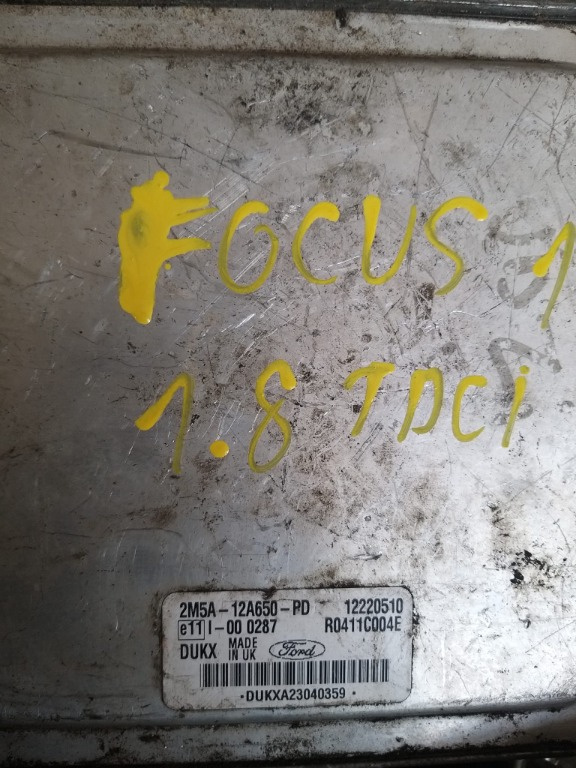 FOCUS 1
1.8 TDCi
2M5A-12A650-PD 12220510
e11 I-00 0287 R0411C004E
DUKX MADE IN UK Ford
•DUKXA23040359•